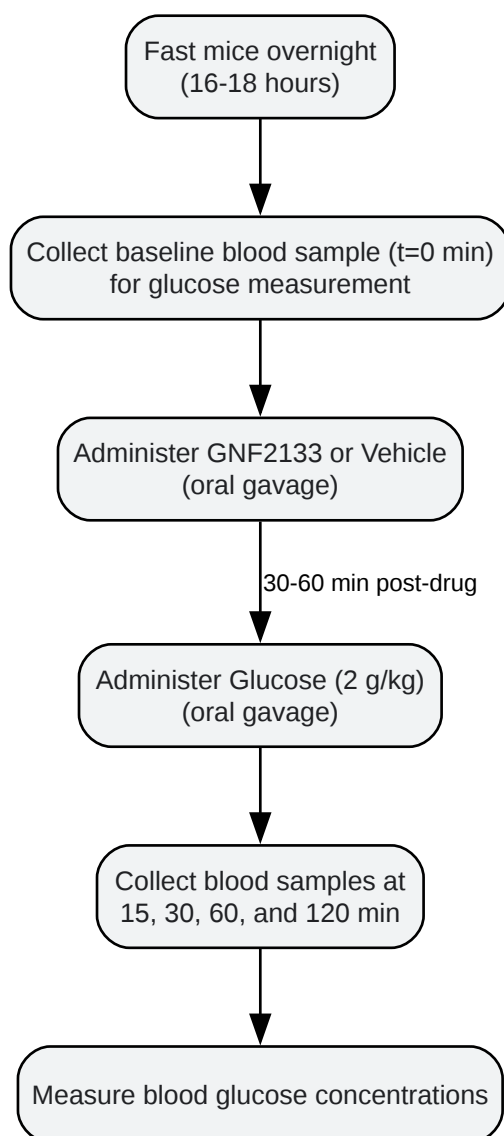 Fast mice overnight
(16-18 hours)
Collect baseline blood sample (t=0 min)
for glucose measurement
Administer GNF2133 or Vehicle
(oral gavage)
30-60 min post-drug
Administer Glucose (2 g/kg)
(oral gavage)
Collect blood samples at
15, 30, 60, and 120 min
Measure blood glucose concentrations